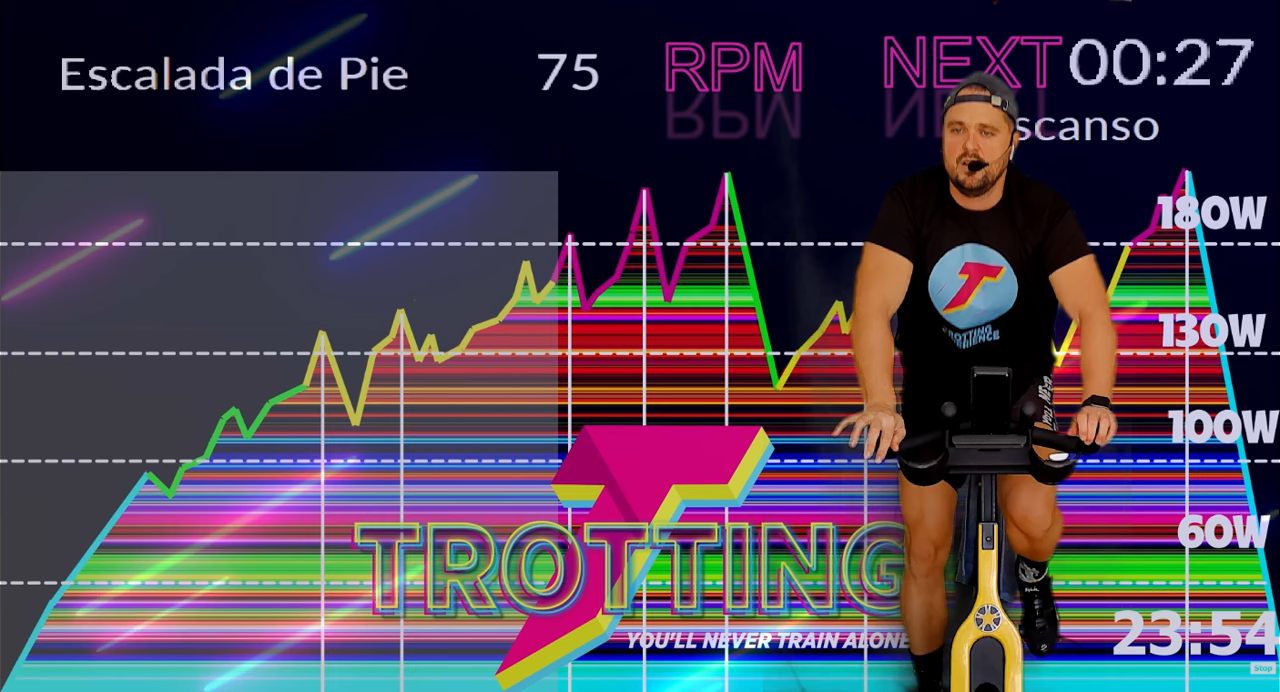 Escalada de Pie 75 RPM NEXT 00:27
scanso
180W
130W
100W
60W
TROTTING
YOU'LL NEVER TRAIN ALONE
23:54
Stop